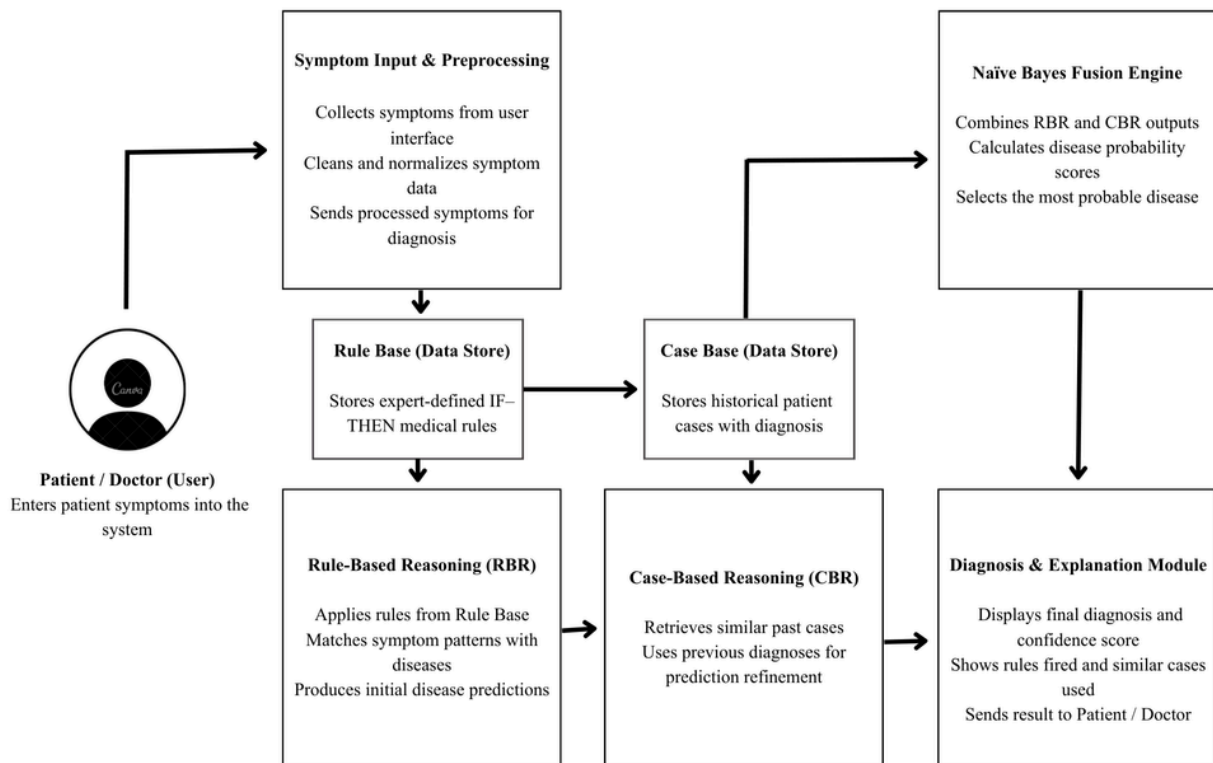 Symptom Input & Preprocessing
Collects symptoms from user
interface
Cleans and normalizes symptom
data
Sends processed symptoms for
diagnosis
Naïve Bayes Fusion Engine
Combines RBR and CBR outputs
Calculates disease probability
scores
Selects the most probable disease
Rule Base (Data Store)
Stores expert-defined IF–
THEN medical rules
Case Base (Data Store)
Stores historical patient
cases with diagnosis
Canva
Patient / Doctor (User)
Enters patient symptoms into the
system
Rule-Based Reasoning (RBR)
Applies rules from Rule Base
Matches symptom patterns with
diseases
Produces initial disease predictions
Case-Based Reasoning (CBR)
Retrieves similar past cases
Uses previous diagnoses for
prediction refinement
Diagnosis & Explanation Module
Displays final diagnosis and
confidence score
Shows rules fired and similar cases
used
Sends result to Patient / Doctor